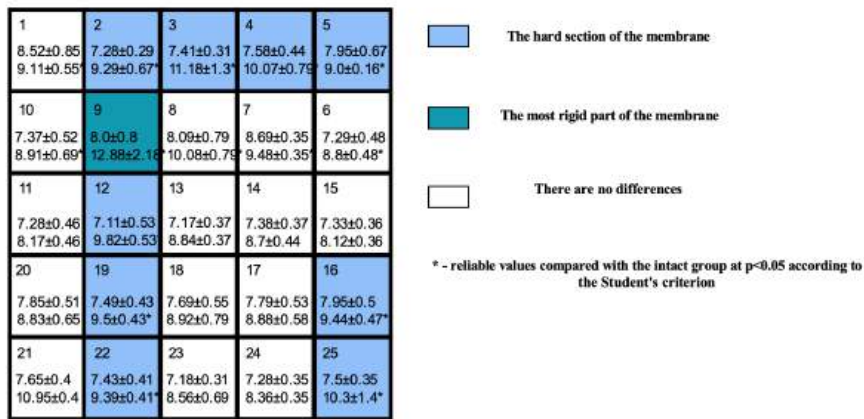 1 2 3 4 5
8.52±0.85 7.28±0.29 7.41±0.31 7.58±0.44 7.95±0.67
9.11±0.55* 9.29±0.67* 11.18±1.3* 10.07±0.79 9.0±0.16*
10 9 8 7 6
7.37±0.52 8.0±0.8 8.09±0.79 8.69±0.35 7.29±0.48
8.91±0.69* 12.88±2.18* 10.08±0.79* 9.48±0.35* 8.8±0.48*
11 12 13 14 15
7.28±0.46 7.11±0.53 7.17±0.37 7.38±0.37 7.33±0.36
8.17±0.46 9.82±0.53 8.84±0.37 8.7±0.44 8.12±0.36
20 19 18 17 16
7.85±0.51 7.49±0.43 7.69±0.55 7.79±0.53 7.95±0.5
8.83±0.65 9.5±0.43* 8.92±0.79 8.88±0.58 9.44±0.47*
21 22 23 24 25
7.65±0.4 7.43±0.41 7.18±0.31 7.28±0.35 7.5±0.35
10.95±0.4 9.39±0.41* 8.56±0.69 8.36±0.35 10.3±1.4*
The hard section of the membrane
The most rigid part of the membrane
There are no differences
* - reliable values compared with the intact group at p<0.05 according to
the Student's criterion